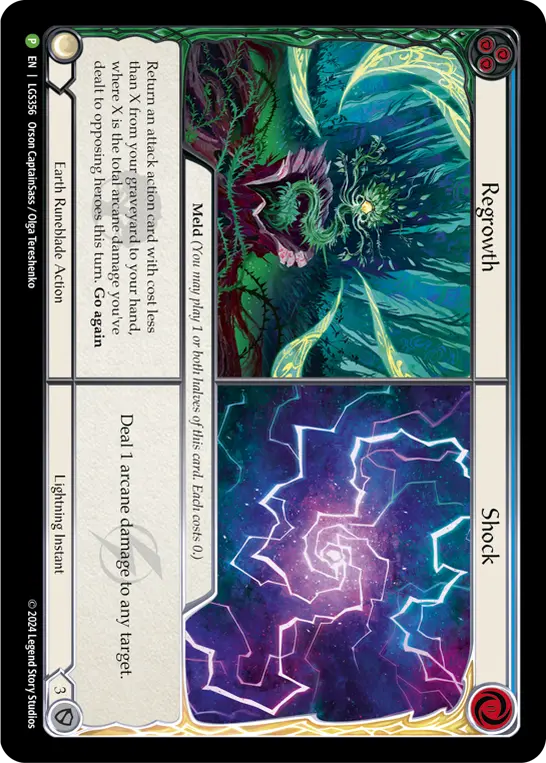 Regrowth
Shock
Meld (You may play 1 or both halves of this card. Each costs 0.)
Return an attack action card with cost less
than X from your graveyard to your hand,
where X is the total arcane damage you've
dealt to opposing heroes this turn. Go again
Deal 1 arcane damage to any target.
Earth Runeblade Action
Lightning Instant
3
P EN | LGS356 Orson CaptainSass / Olga Tereshenko
© 2024 Legend Story Studios